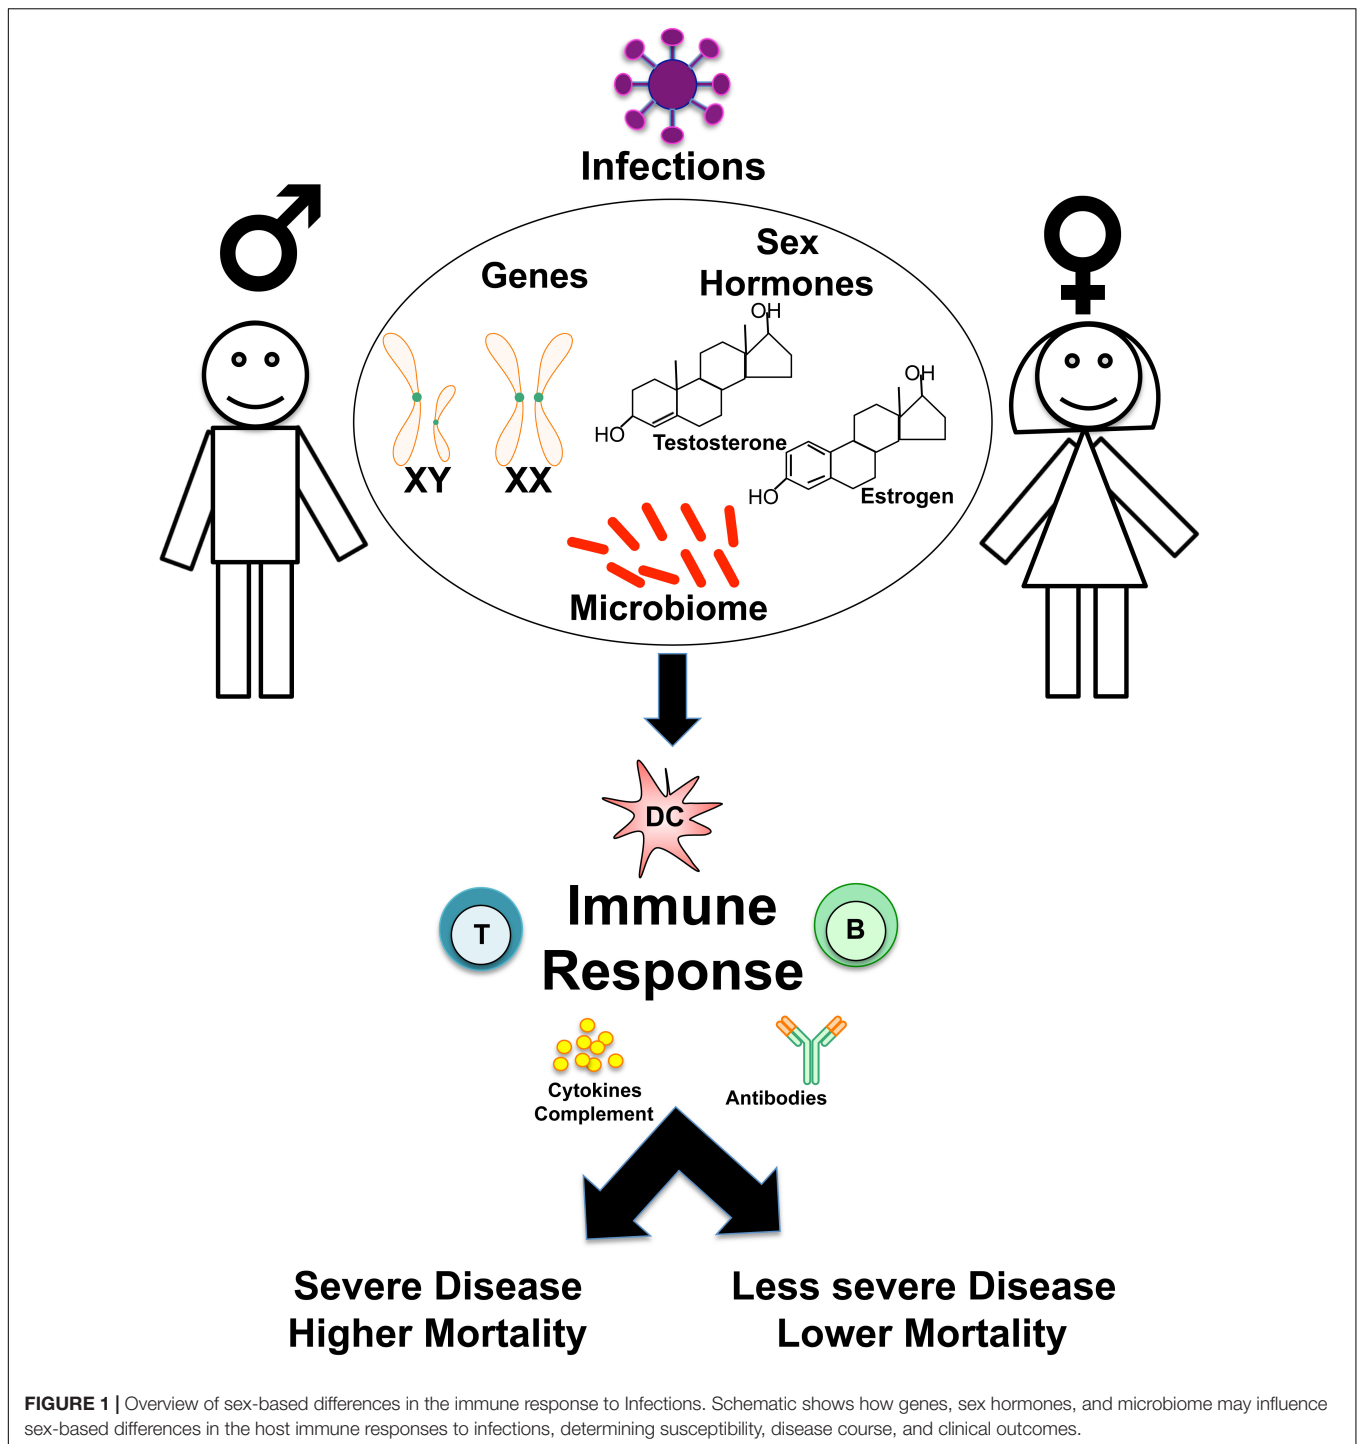 Infections
Genes
Sex
Hormones
OH
HO
Testosterone
OH
HO
Estrogen
XY
XX
Microbiome
DC
Immune
Response
T
B
Cytokines
Complement
Antibodies
Severe Disease
Higher Mortality
Less severe Disease
Lower Mortality
FIGURE 1 | Overview of sex-based differences in the immune response to Infections. Schematic shows how genes, sex hormones, and microbiome may influence
sex-based differences in the host immune responses to infections, determining susceptibility, disease course, and clinical outcomes.